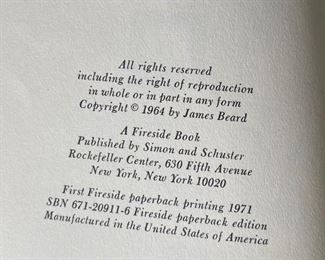 All rights reserved
including the right of reproduction
in whole or in part in any form
Copyright © 1964 by James Beard
A Fireside Book
Published by Simon and Schuster
Rockefeller Center, 630 Fifth Avenue
New York, New York 10020
First Fireside paperback printing 1971
SBN 671-20911-6 Fireside paperback edition
Manufactured in the United States of America